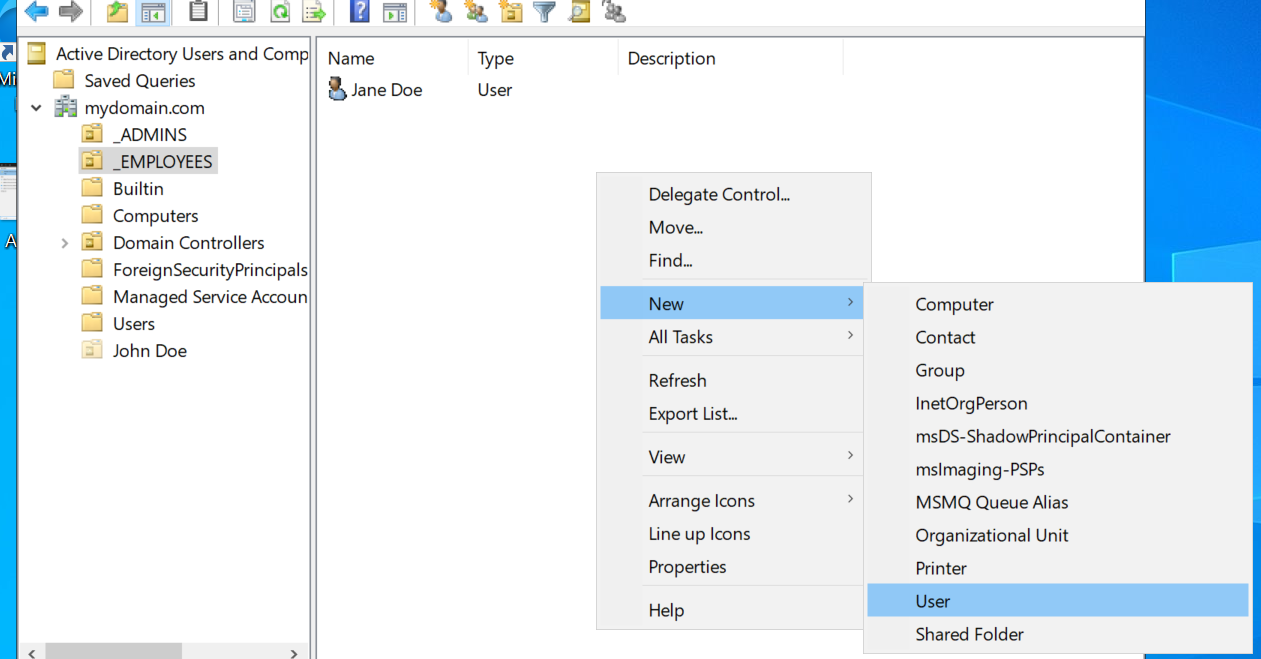 Active Directory Users and Comp
Saved Queries
mydomain.com
_ADMINS
_EMPLOYEES
Builtin
Computers
Domain Controllers
ForeignSecurityPrincipals
Managed Service Accoun
Users
John Doe
Name Type Description
Jane Doe User
Delegate Control...
Move...
Find...
New
All Tasks
Refresh
Export List...
View
Arrange Icons
Line up Icons
Properties
Help
Computer
Contact
Group
InetOrgPerson
msDS-ShadowPrincipalContainer
msImaging-PSPs
MSMQ Queue Alias
Organizational Unit
Printer
User
Shared Folder
Mi
A